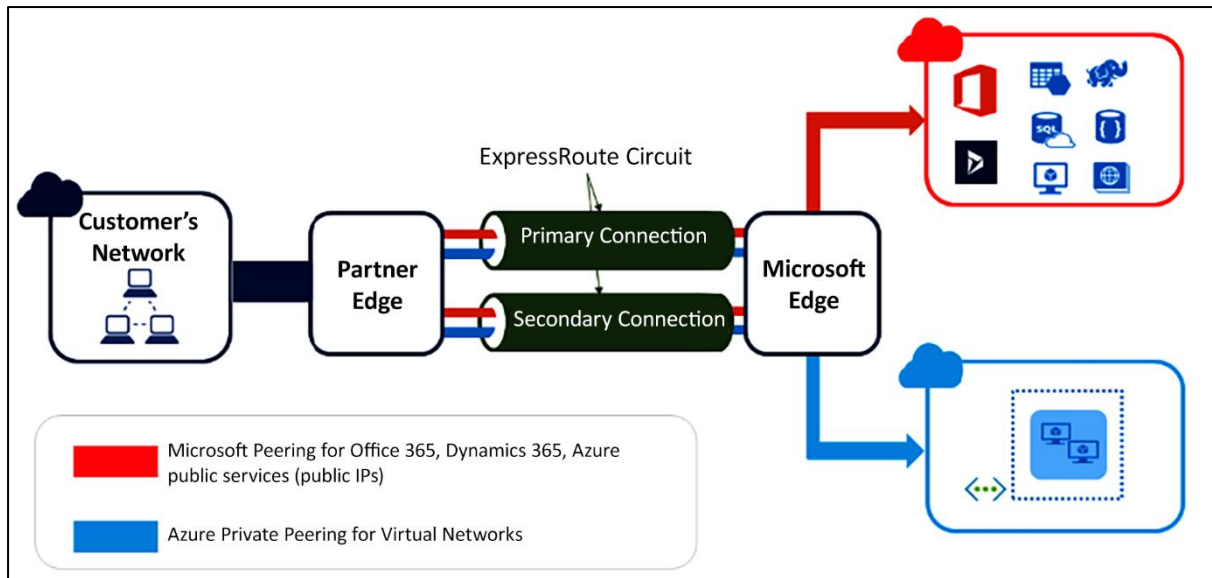 ExpressRoute Circuit
Customer's
Network
Partner
Edge
Primary Connection
Secondary Connection
Microsoft
Edge
SQL
Microsoft Peering for Office 365, Dynamics 365, Azure
public services (public IPs)
Azure Private Peering for Virtual Networks